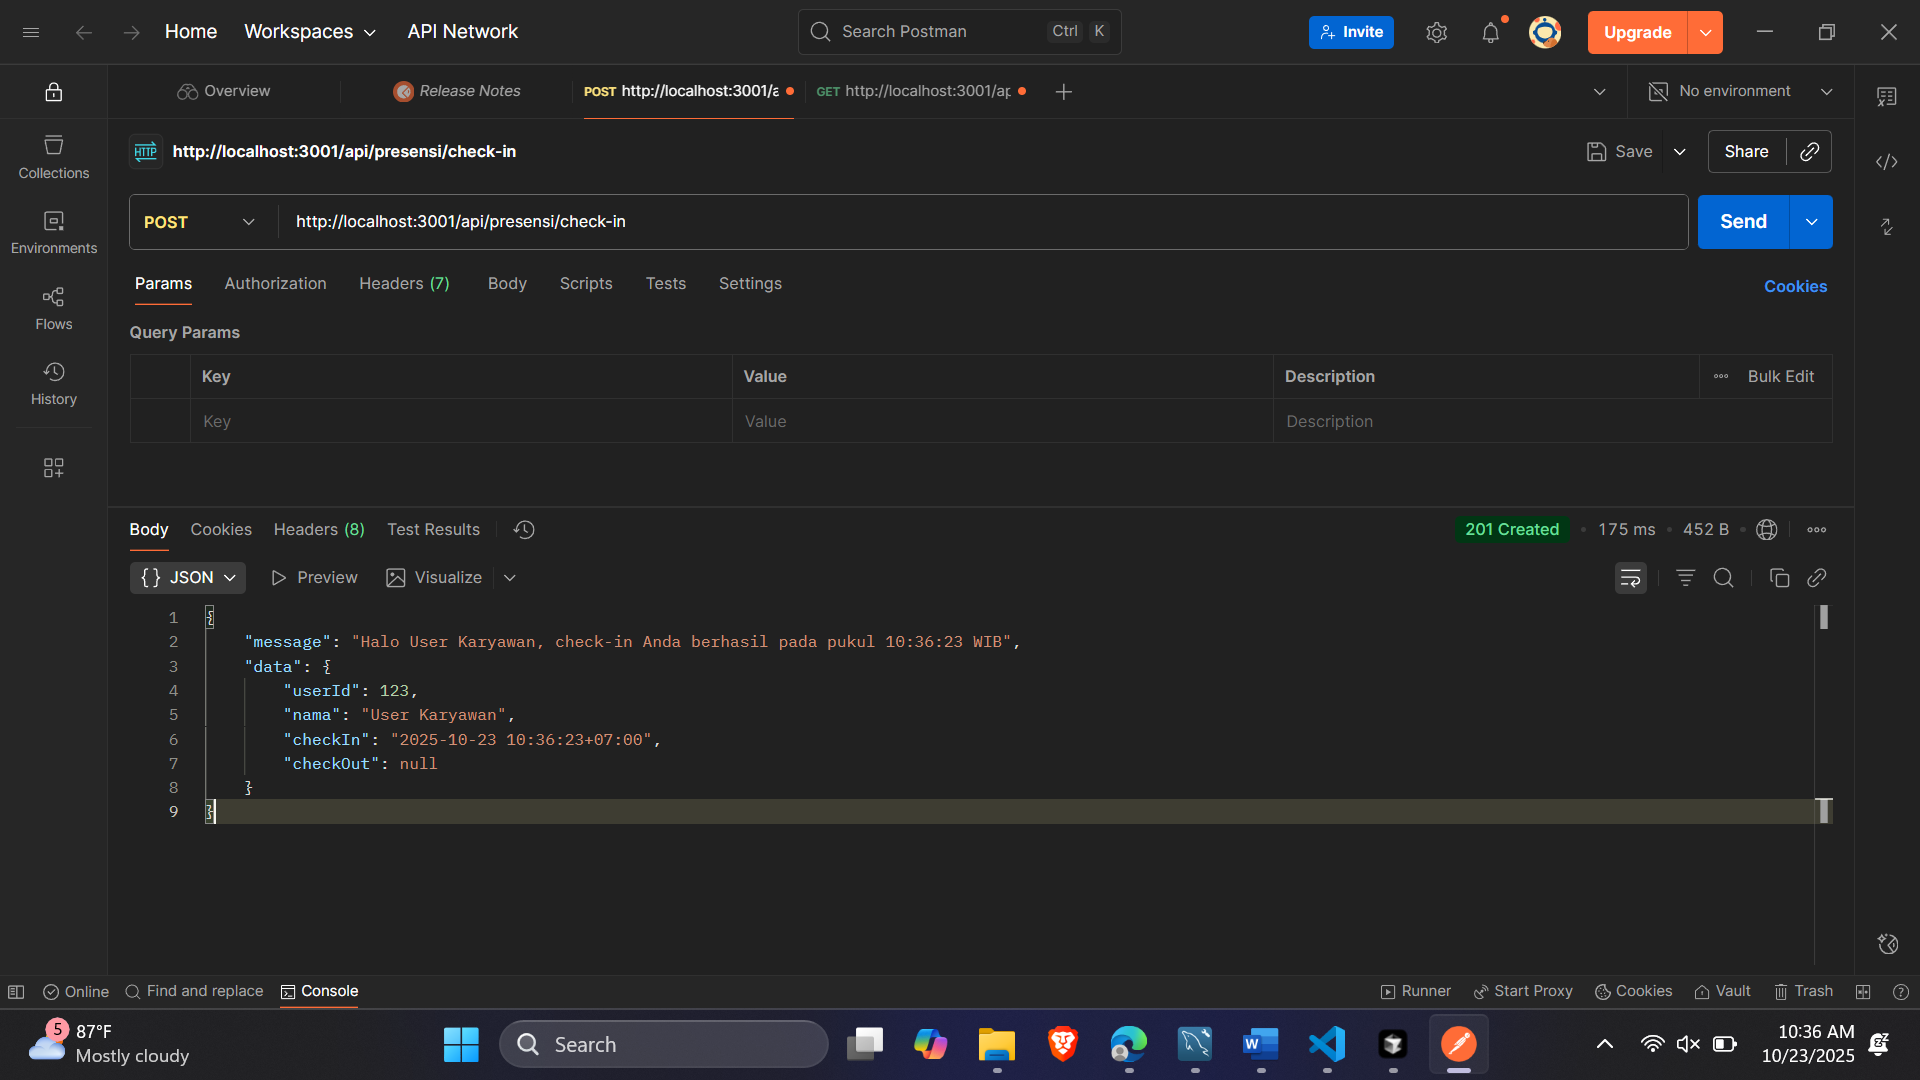 Home Workspaces API Network Search Postman Ctrl K Invite Upgrade
Overview Release Notes POST http://localhost:3001/a GET http://localhost:3001/ap No environment
HTTP http://localhost:3001/api/presensi/check-in Save Share
POST http://localhost:3001/api/presensi/check-in Send
Params Authorization Headers (7) Body Scripts Tests Settings Cookies
Query Params
Key Value Description Bulk Edit
Key Value Description
Collections
Environments
Flows
History
Body Cookies Headers (8) Test Results 201 Created 175 ms 452 B
{} JSON Preview Visualize
1 {
2 "message": "Halo User Karyawan, check-in Anda berhasil pada pukul 10:36:23 WIB",
3 "data": {
4 "userId": 123,
5 "nama": "User Karyawan",
6 "checkIn": "2025-10-23 10:36:23+07:00",
7 "checkOut": null
8 }
9 }
Online Find and replace Console Runner Start Proxy Cookies Vault Trash
5 87°F
Mostly cloudy
Search
10:36 AM
10/23/2025